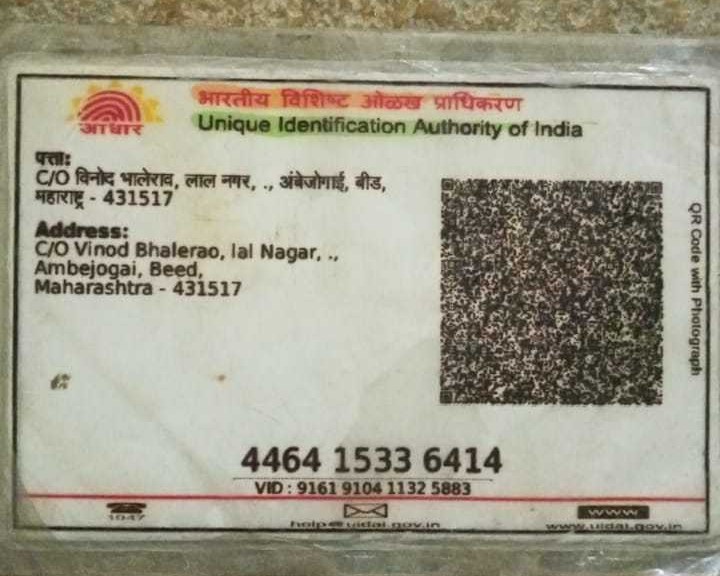 आधार
भारतीय विशिष्ट ओळख प्राधिकरण
Unique Identification Authority of India
पत्ता:
C/O विनोद भालेराव, लाल नगर, ., अंबेजोगाई, बीड,
महाराष्ट्र - 431517
Address:
C/O Vinod Bhalerao, lal Nagar, .,
Ambejogai, Beed,
Maharashtra - 431517
QR Code with Photograph
4464 1533 6414
VID : 9161 9104 1132 5883
1947
help@uidai.gov.in
www
www.uidai.gov.in